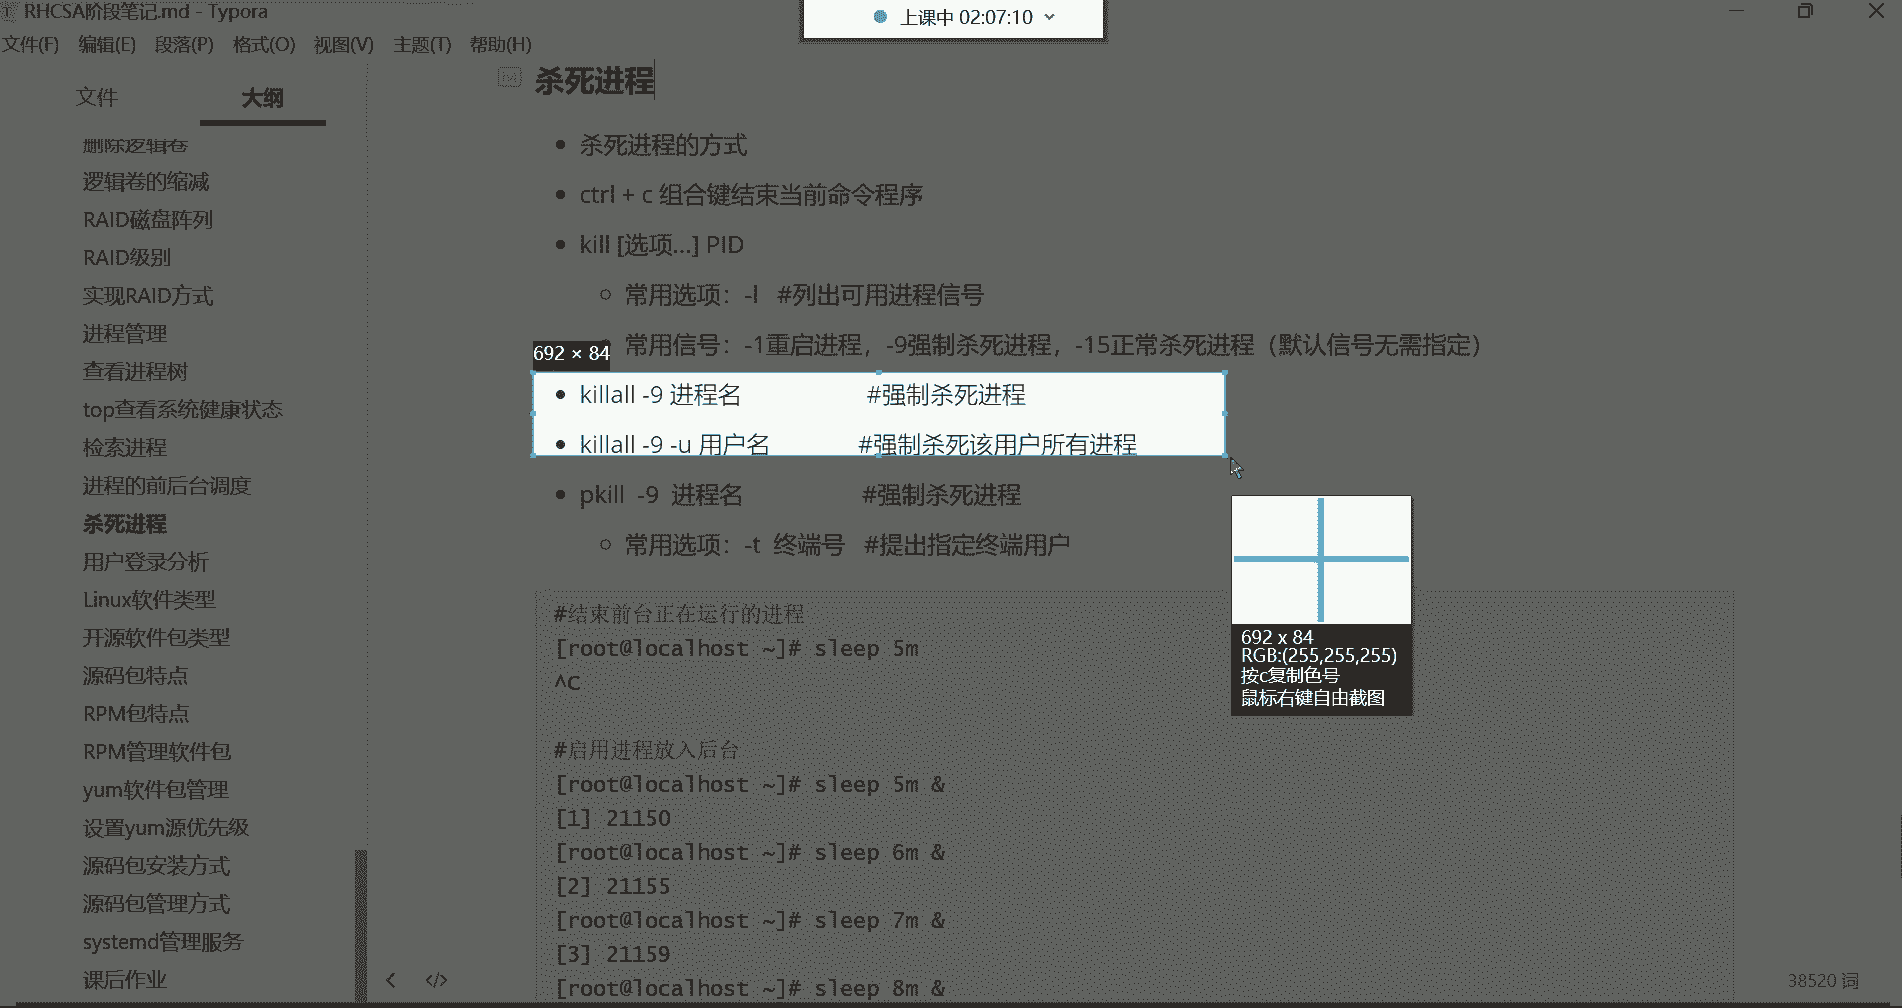 RHCSA阶段笔记.md - Typora
上课中 02:07:10
文件(F) 编辑(E) 段落(P) 格式(O) 视图(V) 主题(T) 帮助(H)
文件 大纲
删除逻辑卷
逻辑卷的缩减
RAID磁盘阵列
RAID级别
实现RAID方式
进程管理
查看进程树
top查看系统健康状态
检索进程
进程的前后台调度
杀死进程
用户登录分析
Linux软件类型
开源软件包类型
源码包特点
RPM包特点
RPM管理软件包
yum软件包管理
设置yum源优先级
源码包安装方式
源码包管理方式
systemd管理服务
课后作业
杀死进程
杀死进程的方式
ctrl + c 组合键结束当前命令程序
kill [选项...] PID
常用选项：-l #列出可用进程信号
常用信号：-1重启进程，-9强制杀死进程，-15正常杀死进程（默认信号无需指定）
692 × 84
killall -9 进程名 #强制杀死进程
killall -9 -u 用户名 #强制杀死该用户所有进程
pkill -9 进程名 #强制杀死进程
常用选项：-t 终端号 #提出指定终端用户
#结束前台正在运行的进程
[root@localhost ~]# sleep 5m
^C
#启用进程放入后台
[root@localhost ~]# sleep 5m &
[1] 21150
[root@localhost ~]# sleep 6m &
[2] 21155
[root@localhost ~]# sleep 7m &
[3] 21159
[root@localhost ~]# sleep 8m &
692 x 84
RGB:(255,255,255)
按c复制色号
鼠标右键自由截图
</> 
38520 词